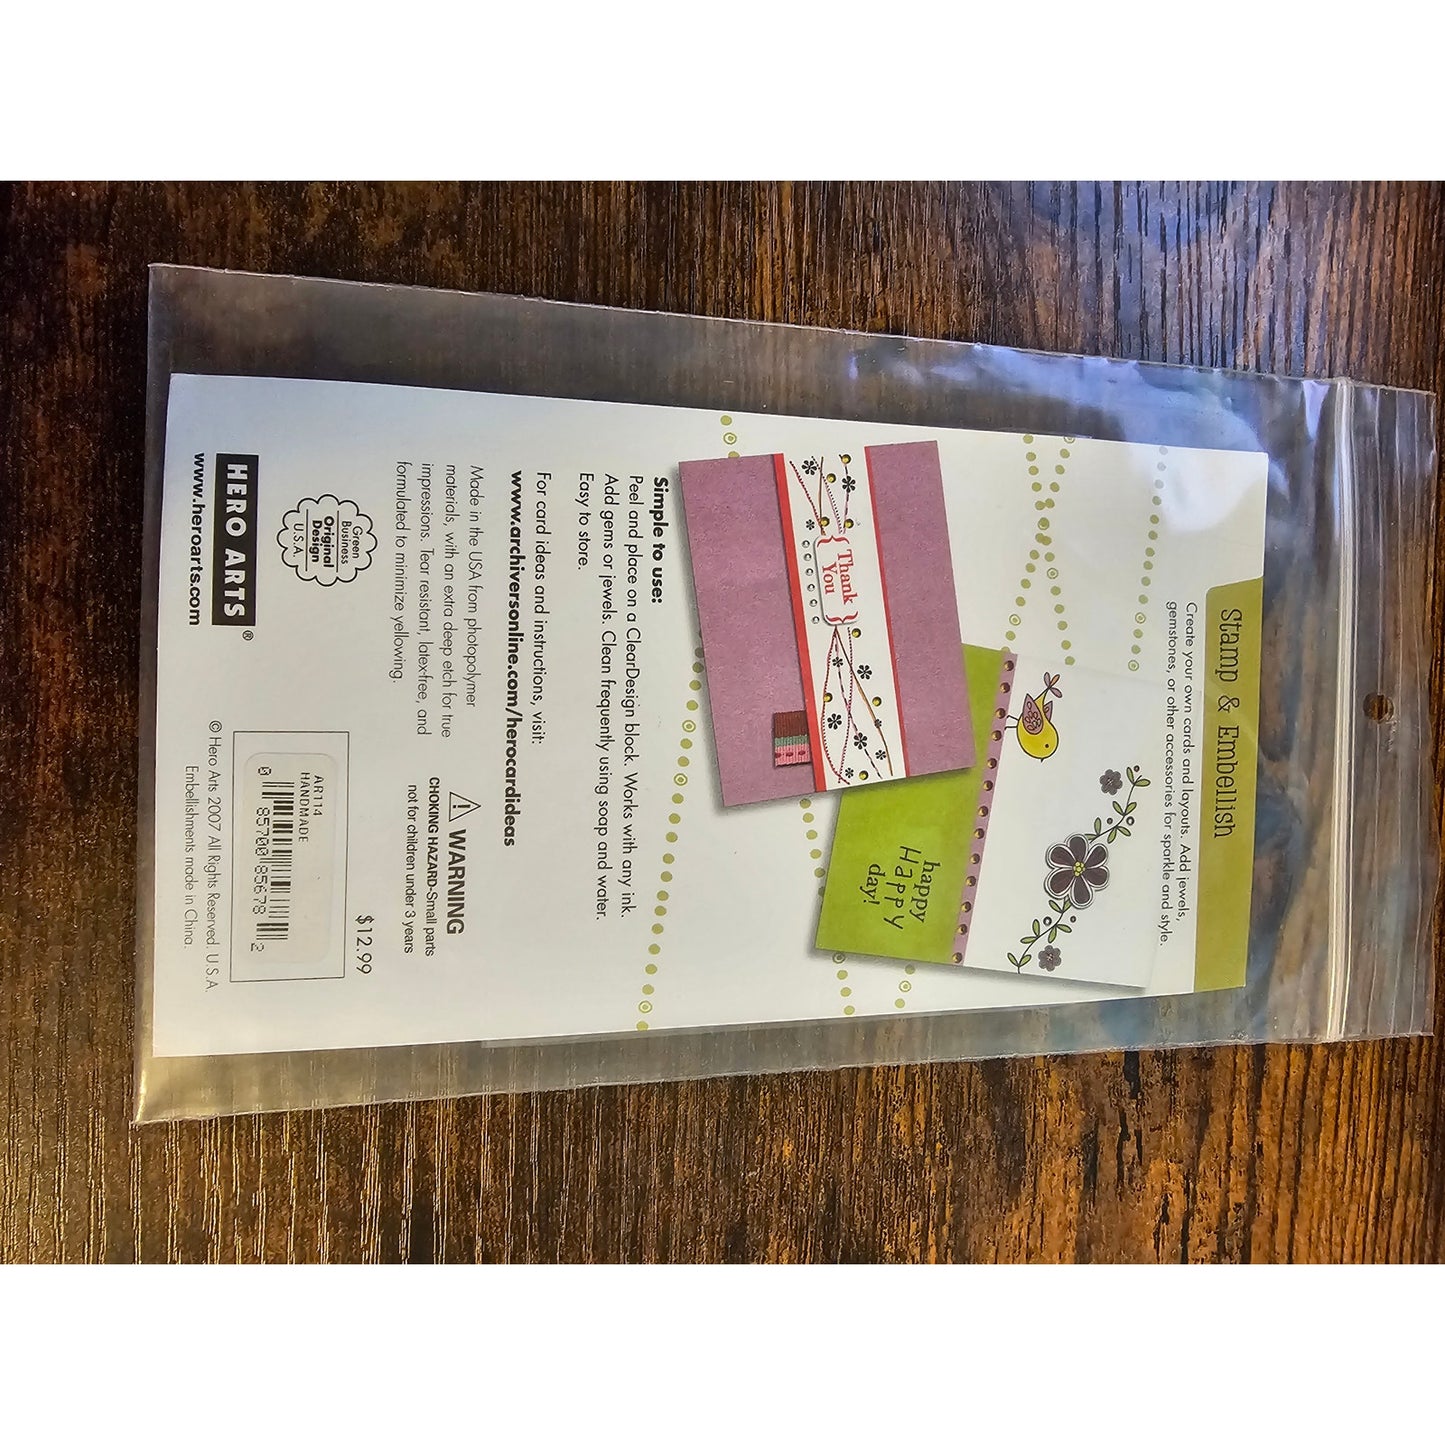 Stamp & Embellish
Create your own cards and layouts. Add jewels,
gemstones, or other accessories for sparkle and style.
Thank
You
happy
Happy
day!
Simple to use:
Peel and place on a ClearDesign block. Works with any ink.
Add gems or jewels. Clean frequently using soap and water.
Easy to store.
For card ideas and instructions, visit:
www.archiversonline.com/herocardideas
Made in the USA from photopolymer
materials, with an extra deep etch for true
impressions. Tear resistant, latex-free, and
formulated to minimize yellowing.
WARNING
CHOKING HAZARD-Small parts
not for children under 3 years
Green
Business
Original
Design
U.S.A.
$12.99
AR114
HANDMADE
0 85700 85678 2
HERO ARTS®
www.heroarts.com
© Hero Arts 2007 All Rights Reserved. U.S.A.
Embellishments made in China.